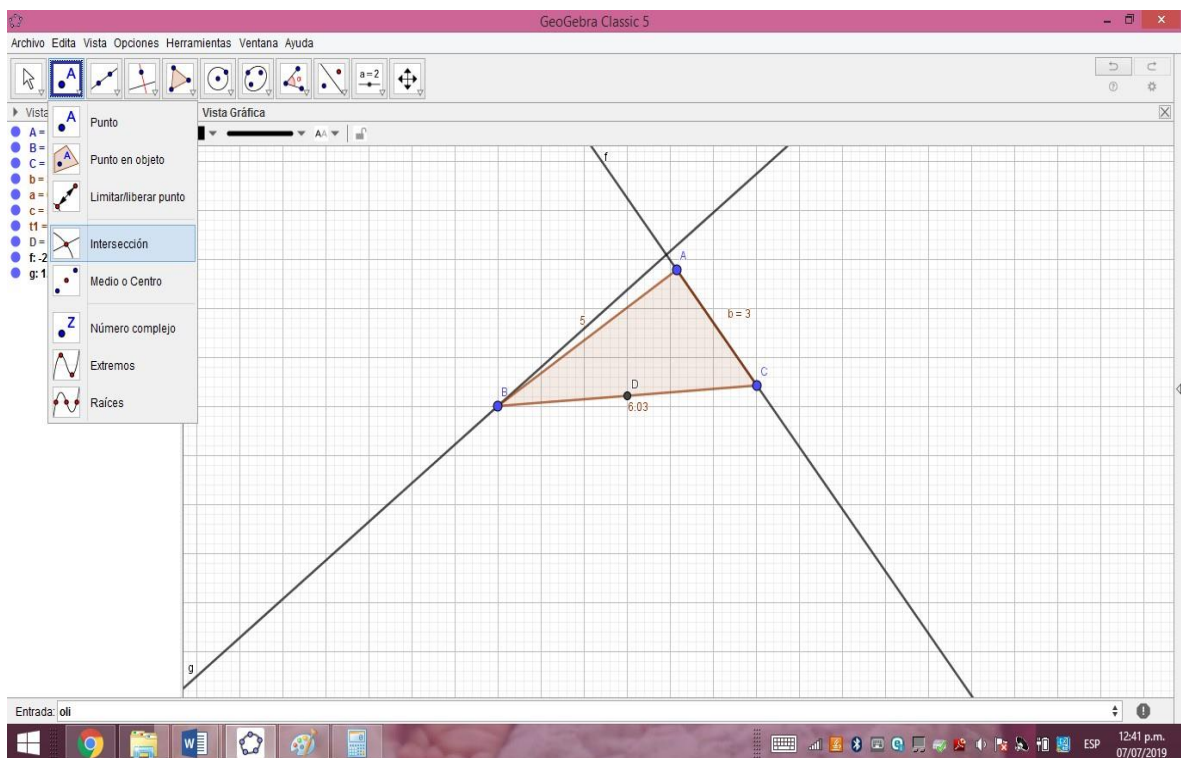 GeoGebra Classic 5
Archivo Edita Vista Opciones Herramientas Ventana Ayuda
A
a=2
Vista
Vista Gráfica
AA
A =
B =
C =
b =
a =
c =
t1 =
D =
f: -2
g: 1
A Punto
A Punto en objeto
Limitar/liberar punto
Intersección
Medio o Centro
Z Número complejo
Extremos
Raíces
f
A
5
b = 3
C
B
D
6.03
g
Entrada: oli
ESP
12:41 p.m.
07/07/2019